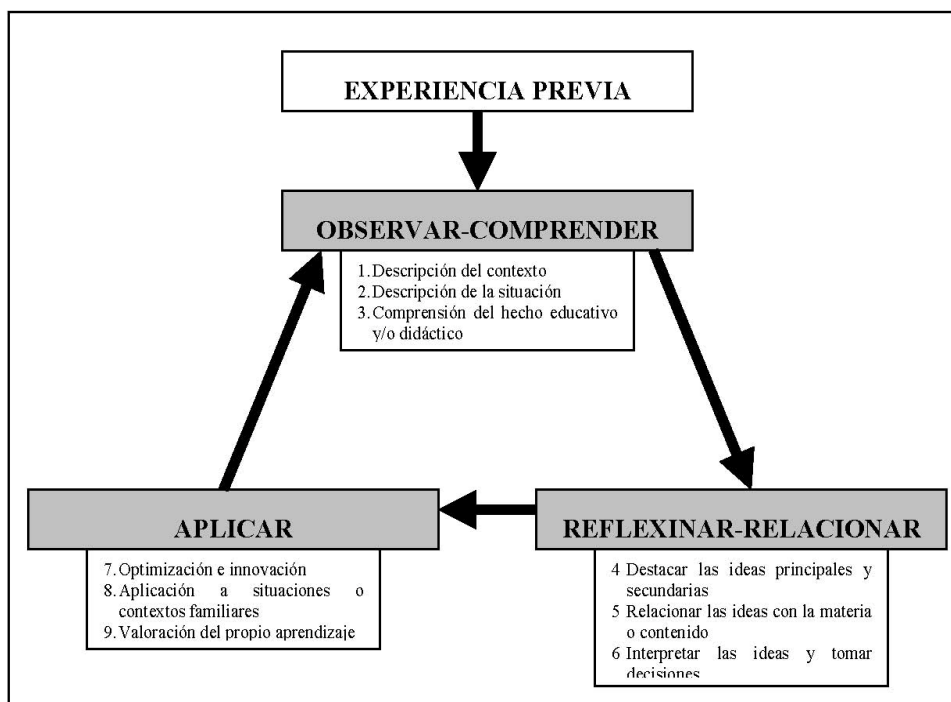 EXPERIENCIA PREVIA
OBSERVAR-COMPRENDER
1. Descripción del contexto
2. Descripción de la situación
3. Comprensión del hecho educativo
y/o didáctico
APLICAR
7. Optimización e innovación
8. Aplicación a situaciones o
contextos familiares
9. Valoración del propio aprendizaje
REFLEXINAR-RELACIONAR
4 Destacar las ideas principales y
secundarias
5 Relacionar las ideas con la materia
o contenido
6 Interpretar las ideas y tomar
decisiones